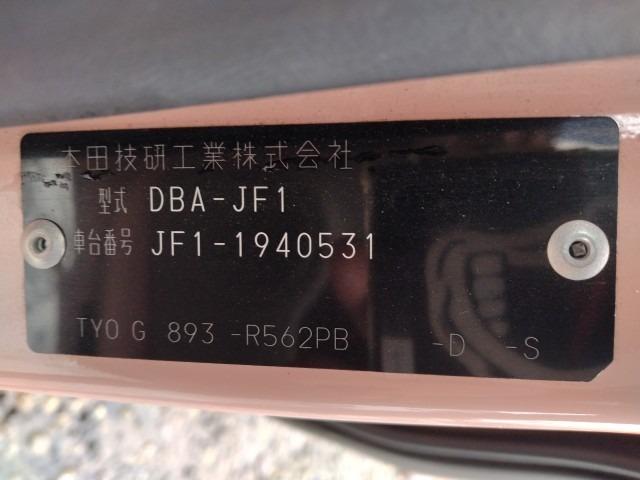 本田技研工業株式会社
型式 DBA-JF1
車台番号 JF1-1940531
TYO G 893 -R562PB -D -S